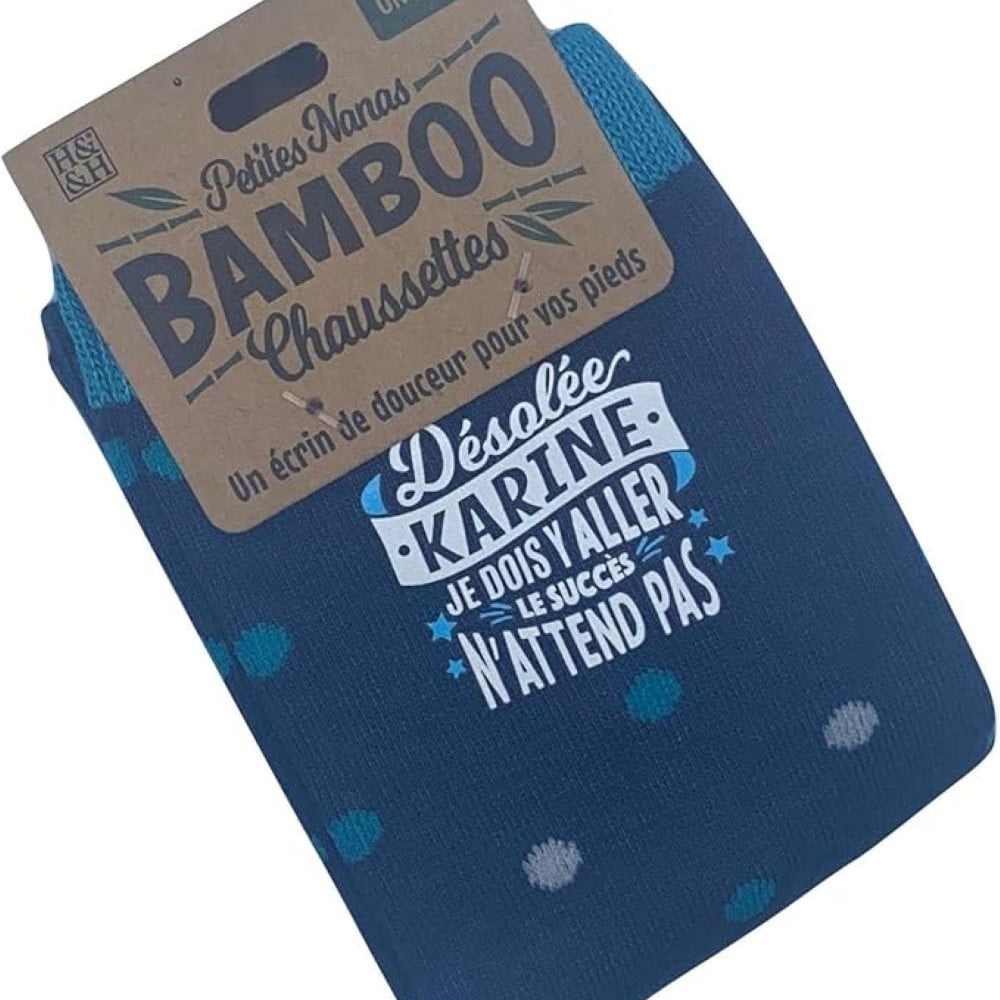 H&
&H
Petites Nanas
BAMBOO
Chaussettes
Un écrin de douceur pour vos pieds
Désolée
KARINE
JE DOIS Y ALLER
LE SUCCÈS
N'ATTEND PAS